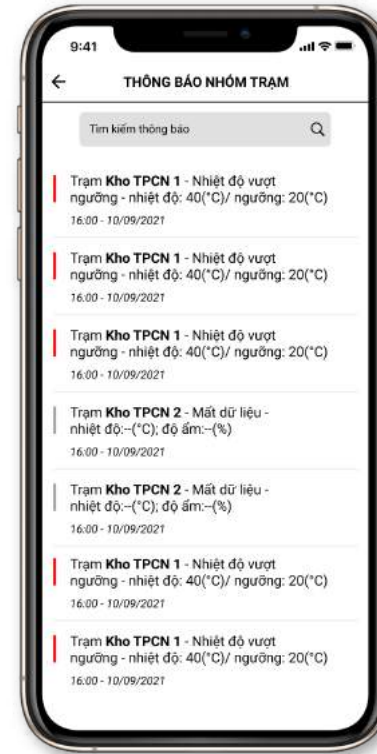 9:41
THÔNG BÁO NHÓM TRẠM
Tìm kiếm thông báo
Trạm Kho TPCN 1 - Nhiệt độ vượt
ngưỡng - nhiệt độ: 40(°C)/ ngưỡng: 20(°C)
16:00 - 10/09/2021
Trạm Kho TPCN 1 - Nhiệt độ vượt
ngưỡng - nhiệt độ: 40(°C)/ ngưỡng: 20(°C)
16:00 - 10/09/2021
Trạm Kho TPCN 1 - Nhiệt độ vượt
ngưỡng - nhiệt độ: 40(°C)/ ngưỡng: 20(°C)
16:00 - 10/09/2021
Trạm Kho TPCN 2 - Mất dữ liệu -
nhiệt độ:--(°C); độ ẩm:--(%)
16:00 - 10/09/2021
Trạm Kho TPCN 2 - Mất dữ liệu -
nhiệt độ:--(°C); độ ẩm:--(%)
16:00 - 10/09/2021
Trạm Kho TPCN 1 - Nhiệt độ vượt
ngưỡng - nhiệt độ: 40(°C)/ ngưỡng: 20(°C)
16:00 - 10/09/2021
Trạm Kho TPCN 1 - Nhiệt độ vượt
ngưỡng - nhiệt độ: 40(°C)/ ngưỡng: 20(°C)
16:00 - 10/09/2021